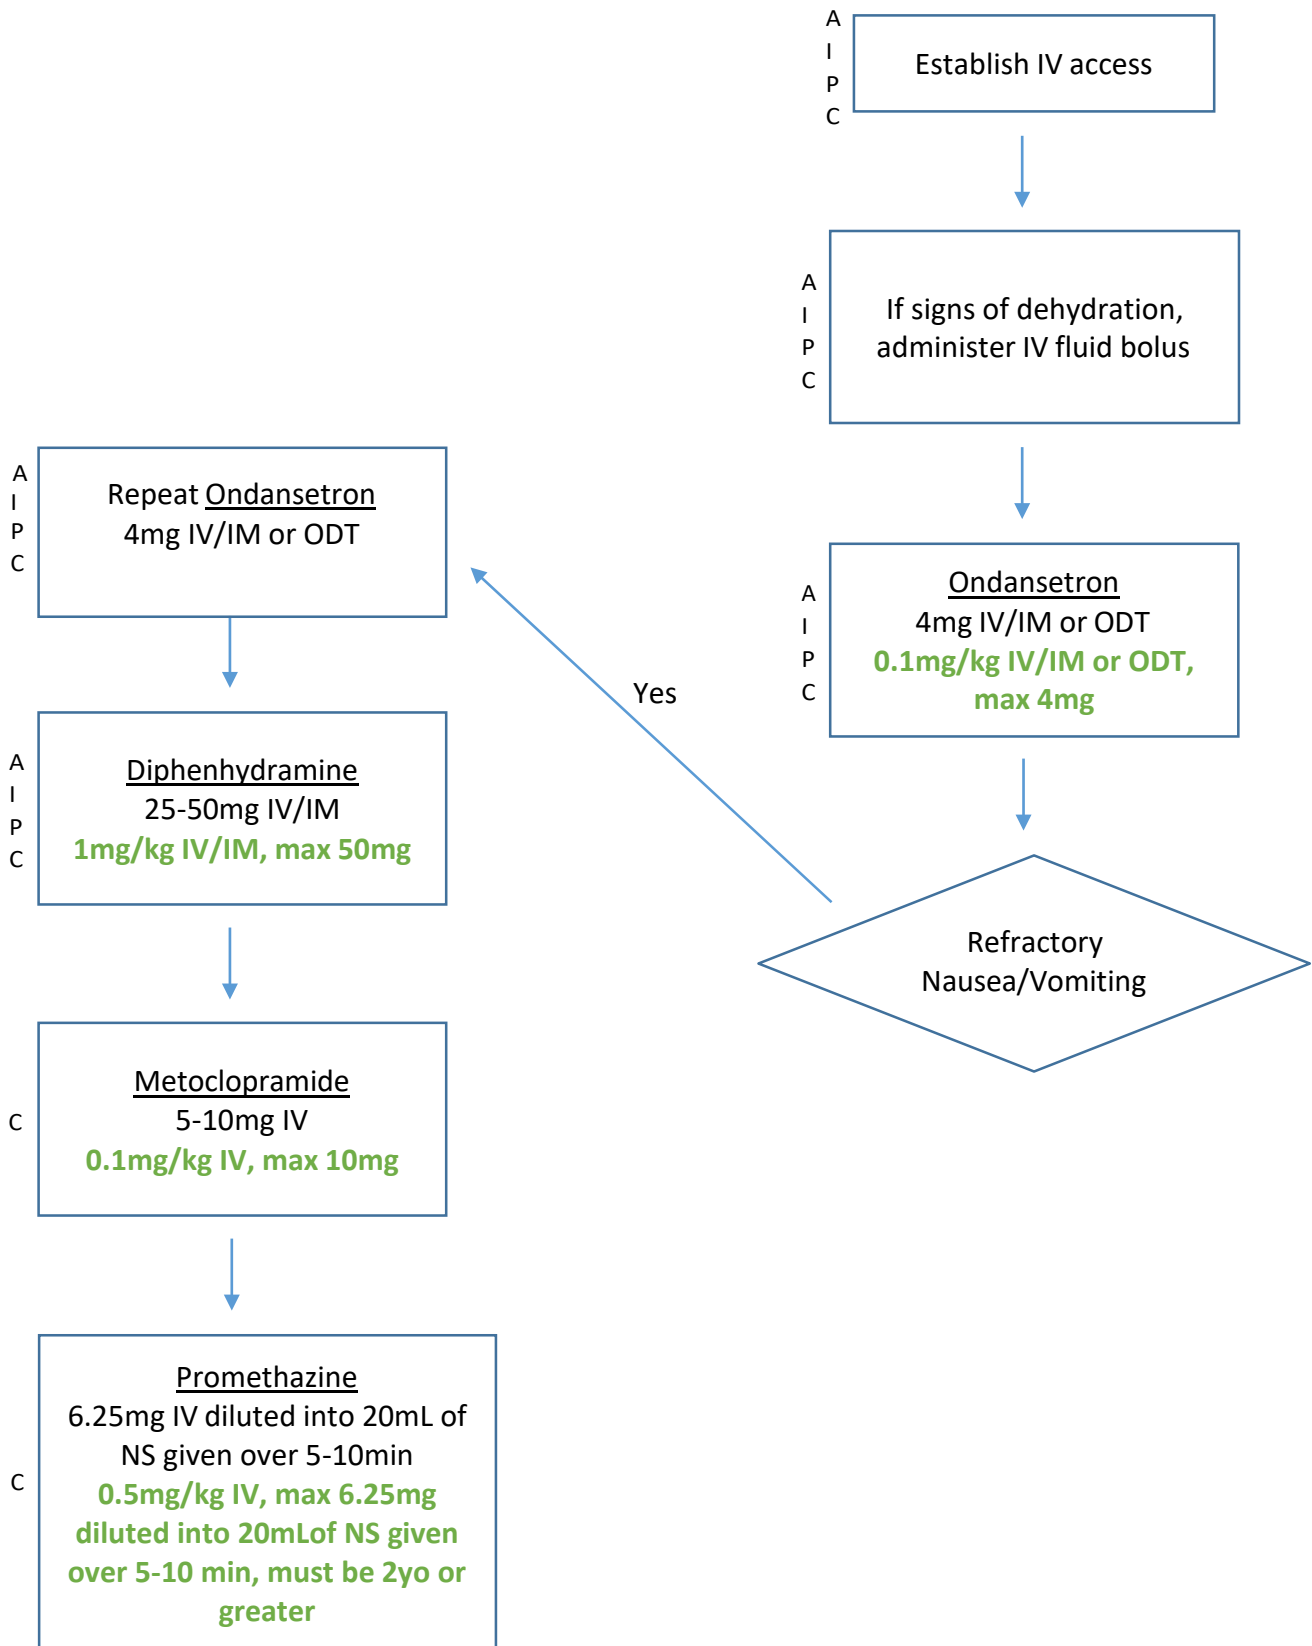 A
I
P
C
Establish IV access
A
I
P
C
If signs of dehydration,
administer IV fluid bolus
A
I
P
C
Ondansetron
4mg IV/IM or ODT
0.1mg/kg IV/IM or ODT,
max 4mg
Refractory
Nausea/Vomiting
Yes
A
I
P
C
Repeat Ondansetron
4mg IV/IM or ODT
A
I
P
C
Diphenhydramine
25-50mg IV/IM
1mg/kg IV/IM, max 50mg
C
Metoclopramide
5-10mg IV
0.1mg/kg IV, max 10mg
C
Promethazine
6.25mg IV diluted into 20mL of
NS given over 5-10min
0.5mg/kg IV, max 6.25mg
diluted into 20mLof NS given
over 5-10 min, must be 2yo or
greater